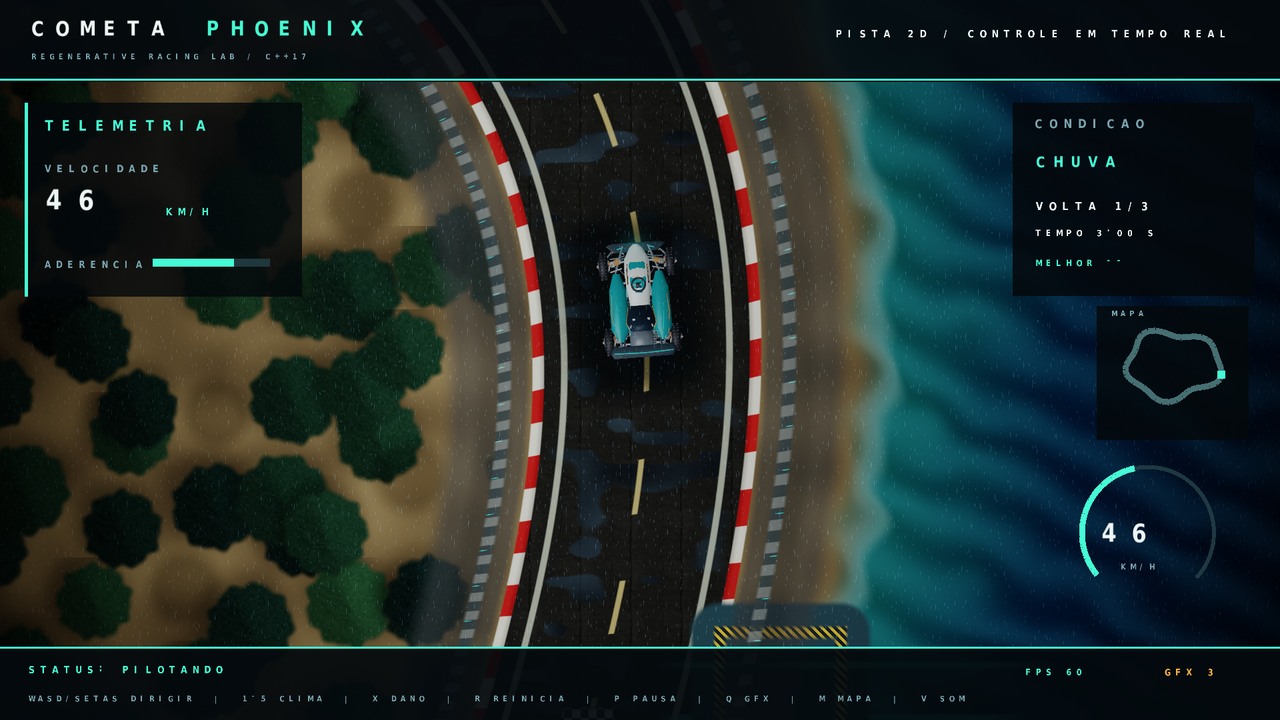 COMETA PHOENIX
REGENERATIVE RACING LAB / C++17
PISTA 2D / CONTROLE EM TEMPO REAL
TELEMETRIA
VELOCIDADE
46 KM/H
ADERENCIA
CONDICAO
CHUVA
VOLTA 1/3
TEMPO 3'00 S
MELHOR --
MAPA
46
KM/H
STATUS: PILOTANDO
FPS 60 GFX 3
WASD/SETAS DIRIGIR | 1-5 CLIMA | X DANO | R REINICIA | P PAUSA | Q GFX | M MAPA | V SOM